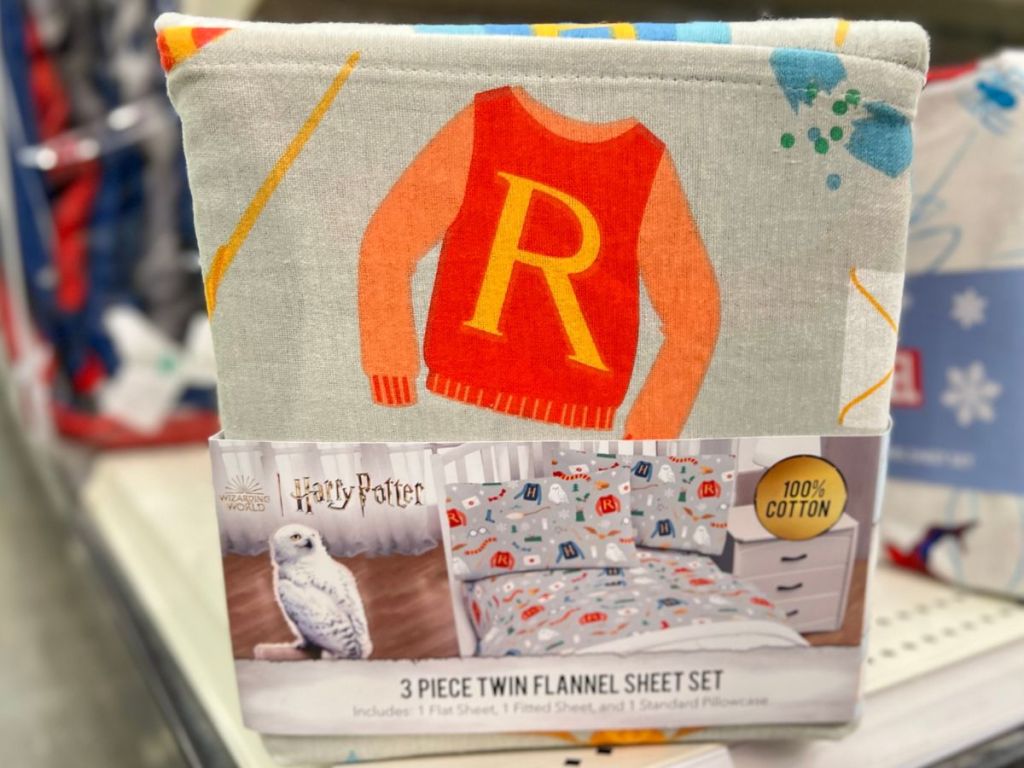 R
WIZARDING
WORLD
Harry Potter
100%
COTTON
3 PIECE TWIN FLANNEL SHEET SET
Includes: 1 Flat Sheet, 1 Fitted Sheet, and 1 Standard Pillowcase